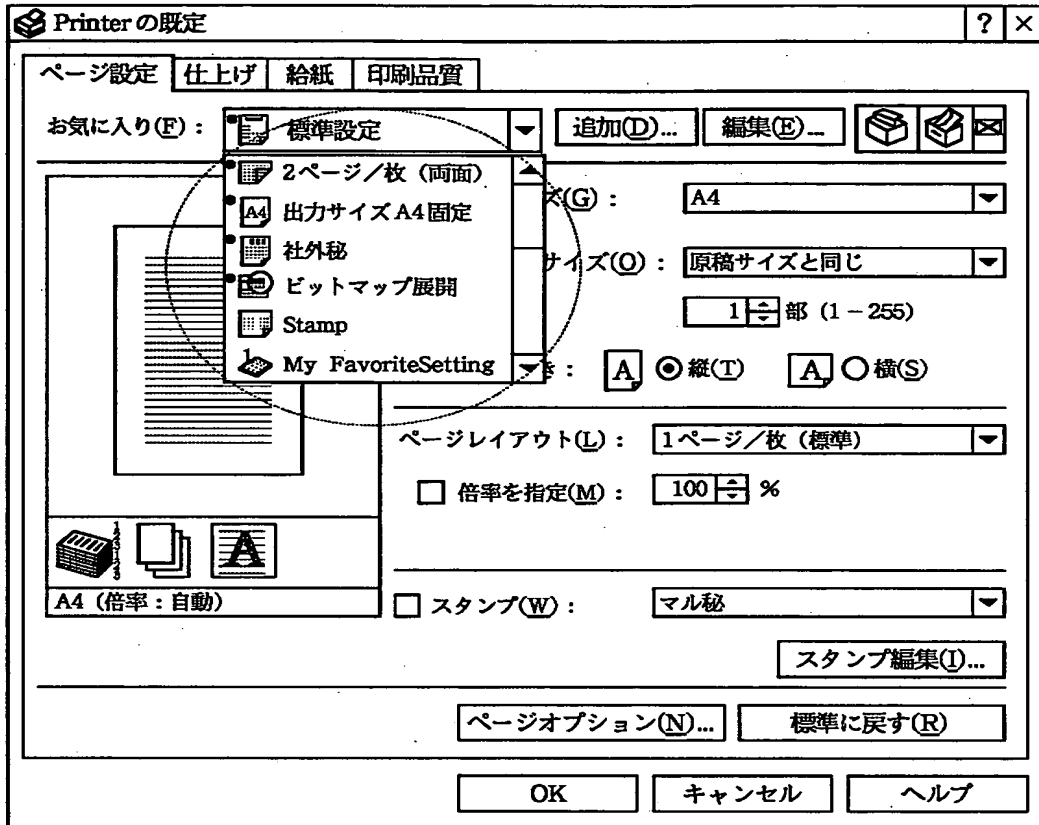 Printerの既定 ? ×
ページ設定 仕上げ 給紙 印刷品質
お気に入り(F)： 標準設定 追加(D)... 編集(E)...
2ページ／枚（両面）
ズ(G)： A4
A4 出力サイズA4固定
社外秘
サイズ(O)： 原稿サイズと同じ
ビットマップ展開
1 部（1－255）
Stamp
1 My FavoriteSetting
き： A 縦(T) A 横(S)
ページレイアウト(L)： 1ページ／枚（標準）
倍率を指定(M)： 100 %
123123
A
A4（倍率：自動）
スタンプ(W)： マル秘
スタンプ編集(I)...
ページオプション(N)... 標準に戻す(R)
OK キャンセル ヘルプ